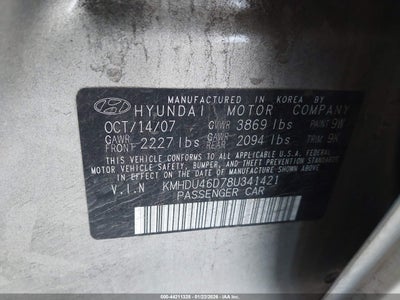 MANUFACTURED IN KOREA BY
HYUNDAI MOTOR COMPANY
OCT/14/07 GVWR 3869 lbs PAINT 9W
GAWR FRONT 2227 lbs GAWR REAR 2094 lbs TRIM 9K
THIS VEHICLE CONFORMS TO ALL APPLICABLE U.S. FEDERAL
MOTOR VEHICLE SAFETY, BUMPER, AND THEFT PREVENTION STANDARDS
IN EFFECT ON THE DATE OF MANUFACTURE SHOWN ABOVE.
V.I.N KMHDU46D78U341421
PASSENGER CAR